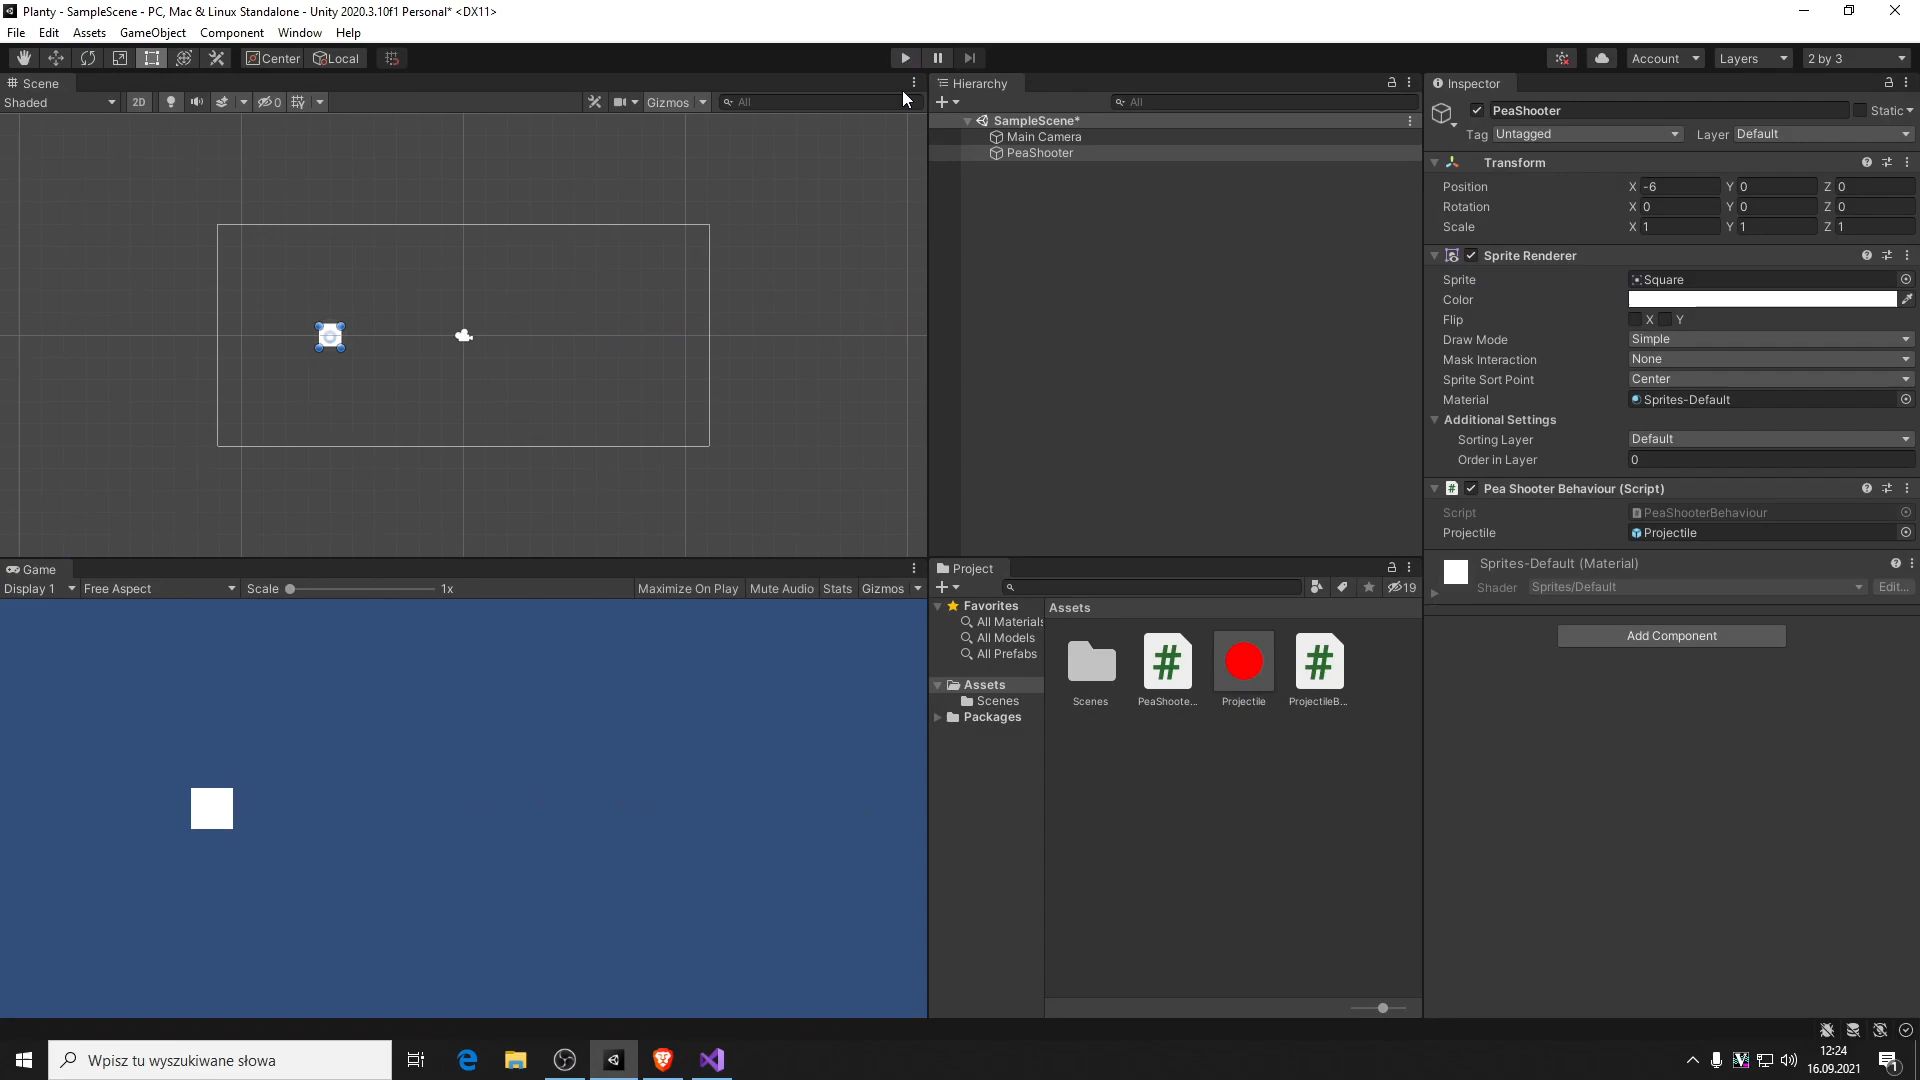 Planty - SampleScene - PC, Mac & Linux Standalone - Unity 2020.3.10f1 Personal* <DX11>
File Edit Assets GameObject Component Window Help
Center Local Account Layers 2 by 3
Scene
Shaded 2D 0 Gizmos All
Hierarchy
All
SampleScene*
Main Camera
PeaShooter
Inspector
PeaShooter Static
Tag Untagged Layer Default
Transform
Position X -6 Y 0 Z 0
Rotation X 0 Y 0 Z 0
Scale X 1 Y 1 Z 1
Sprite Renderer
Sprite Square
Color
Flip X Y
Draw Mode Simple
Mask Interaction None
Sprite Sort Point Center
Material Sprites-Default
Additional Settings
Sorting Layer Default
Order in Layer 0
Pea Shooter Behaviour (Script)
Script PeaShooterBehaviour
Projectile Projectile
Sprites-Default (Material)
Shader Sprites/Default Edit...
Add Component
Game
Display 1 Free Aspect Scale 1x Maximize On Play Mute Audio Stats Gizmos
Project
19
Favorites
All Materials
All Models
All Prefabs
Assets
Scenes
Packages
Assets
Scenes PeaShoote... Projectile ProjectileB...
Wpisz tu wyszukiwane słowa
12:24
16.09.2021
1